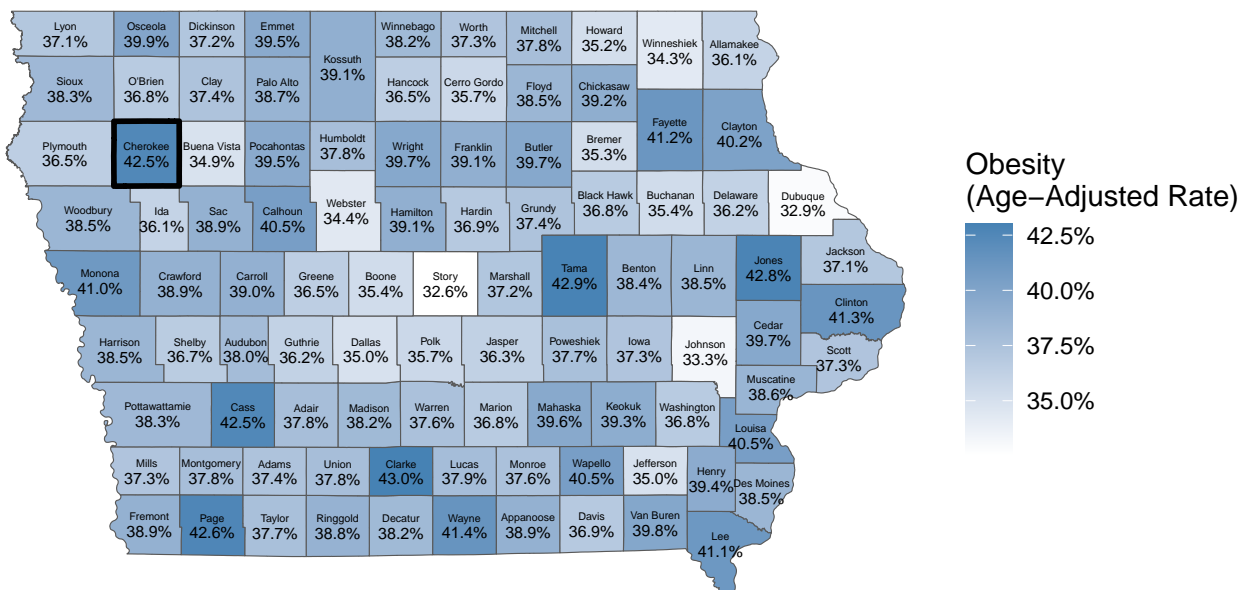 Lyon
37.1%
Osceola
39.9%
Dickinson
37.2%
Emmet
39.5%
Kossuth
39.1%
Winnebago
38.2%
Worth
37.3%
Mitchell
37.8%
Howard
35.2%
Winneshiek
34.3%
Allamakee
36.1%
Sioux
38.3%
O'Brien
36.8%
Clay
37.4%
Palo Alto
38.7%
Hancock
36.5%
Cerro Gordo
35.7%
Floyd
38.5%
Chickasaw
39.2%
Fayette
41.2%
Clayton
40.2%
Plymouth
36.5%
Cherokee
42.5%
Buena Vista
34.9%
Pocahontas
39.5%
Humboldt
37.8%
Wright
39.7%
Franklin
39.1%
Butler
39.7%
Bremer
35.3%
Woodbury
38.5%
Ida
36.1%
Sac
38.9%
Calhoun
40.5%
Webster
34.4%
Hamilton
39.1%
Hardin
36.9%
Grundy
37.4%
Black Hawk
36.8%
Buchanan
35.4%
Delaware
36.2%
Dubuque
32.9%
Monona
41.0%
Crawford
38.9%
Carroll
39.0%
Greene
36.5%
Boone
35.4%
Story
32.6%
Marshall
37.2%
Tama
42.9%
Benton
38.4%
Linn
38.5%
Jones
42.8%
Jackson
37.1%
Clinton
41.3%
Harrison
38.5%
Shelby
36.7%
Audubon
38.0%
Guthrie
36.2%
Dallas
35.0%
Polk
35.7%
Jasper
36.3%
Poweshiek
37.7%
Iowa
37.3%
Johnson
33.3%
Cedar
39.7%
Scott
37.3%
Muscatine
38.6%
Pottawattamie
38.3%
Cass
42.5%
Adair
37.8%
Madison
38.2%
Warren
37.6%
Marion
36.8%
Mahaska
39.6%
Keokuk
39.3%
Washington
36.8%
Louisa
40.5%
Mills
37.3%
Montgomery
37.8%
Adams
37.4%
Union
37.8%
Clarke
43.0%
Lucas
37.9%
Monroe
37.6%
Wapello
40.5%
Jefferson
35.0%
Henry
39.4%
Des Moines
38.5%
Fremont
38.9%
Page
42.6%
Taylor
37.7%
Ringgold
38.8%
Decatur
38.2%
Wayne
41.4%
Appanoose
38.9%
Davis
36.9%
Van Buren
39.8%
Lee
41.1%
Obesity
(Age−Adjusted Rate)
42.5%
40.0%
37.5%
35.0%